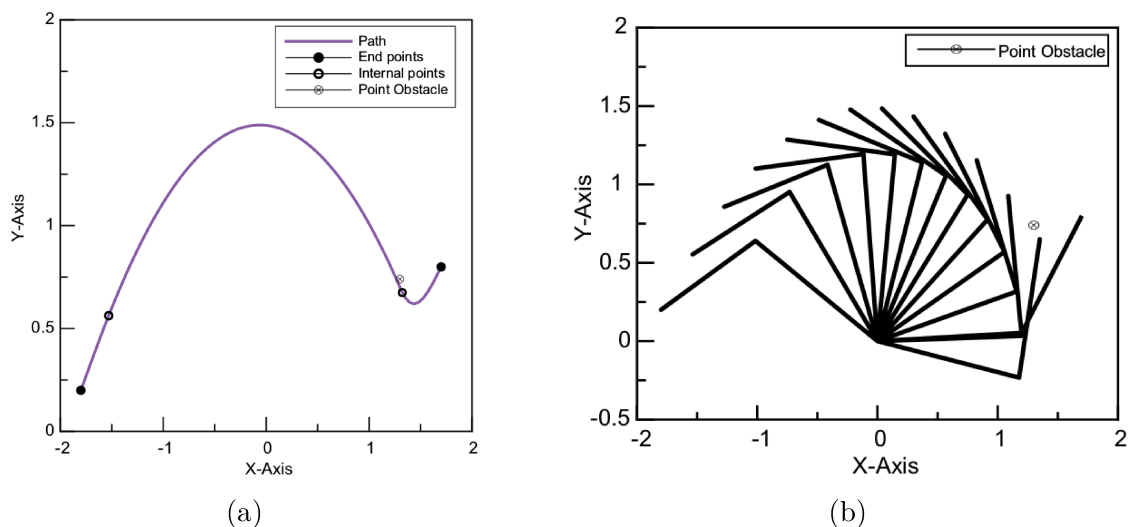 2
1.5
1
0.5
0
-2
-1
0
1
2
Y-Axis
X-Axis
Path
End points
Internal points
Point Obstacle
(a)
2
1.5
1
0.5
0
-0.5
-2
-1
0
1
2
Y-Axis
X-Axis
Point Obstacle
(b)